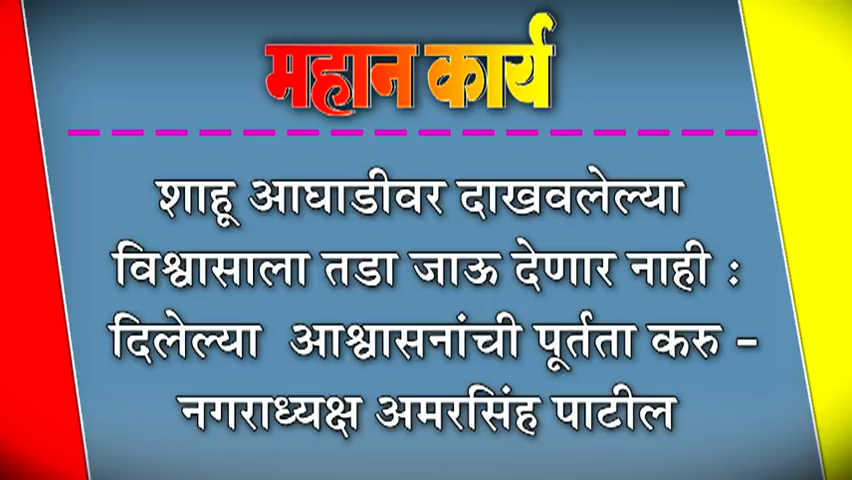 महान कार्य
शाहू आघाडीवर दाखवलेल्या
विश्वासाला तडा जाऊ देणार नाही :
दिलेल्या आश्वासनांची पूर्तता करु -
नगराध्यक्ष अमरसिंह पाटील